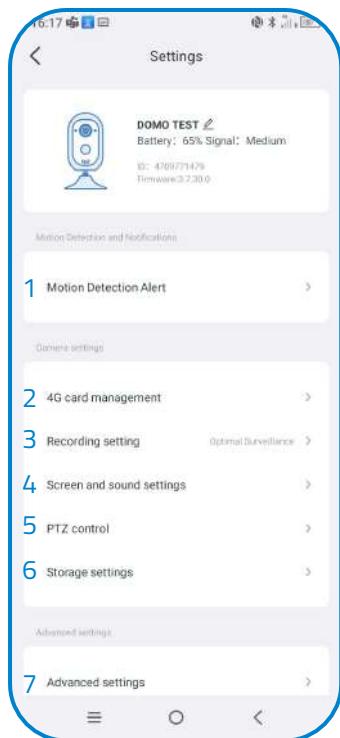 16:17
Settings
DOMO TEST
Battery: 65% Signal: Medium
ID: 4709771479
Firmware:3.7.30.0
Motion Detection and Notifications
1 Motion Detection Alert
Camera settings
2 4G card management
3 Recording setting Optimal Surveillance
4 Screen and sound settings
5 PTZ control
6 Storage settings
Advanced settings
7 Advanced settings